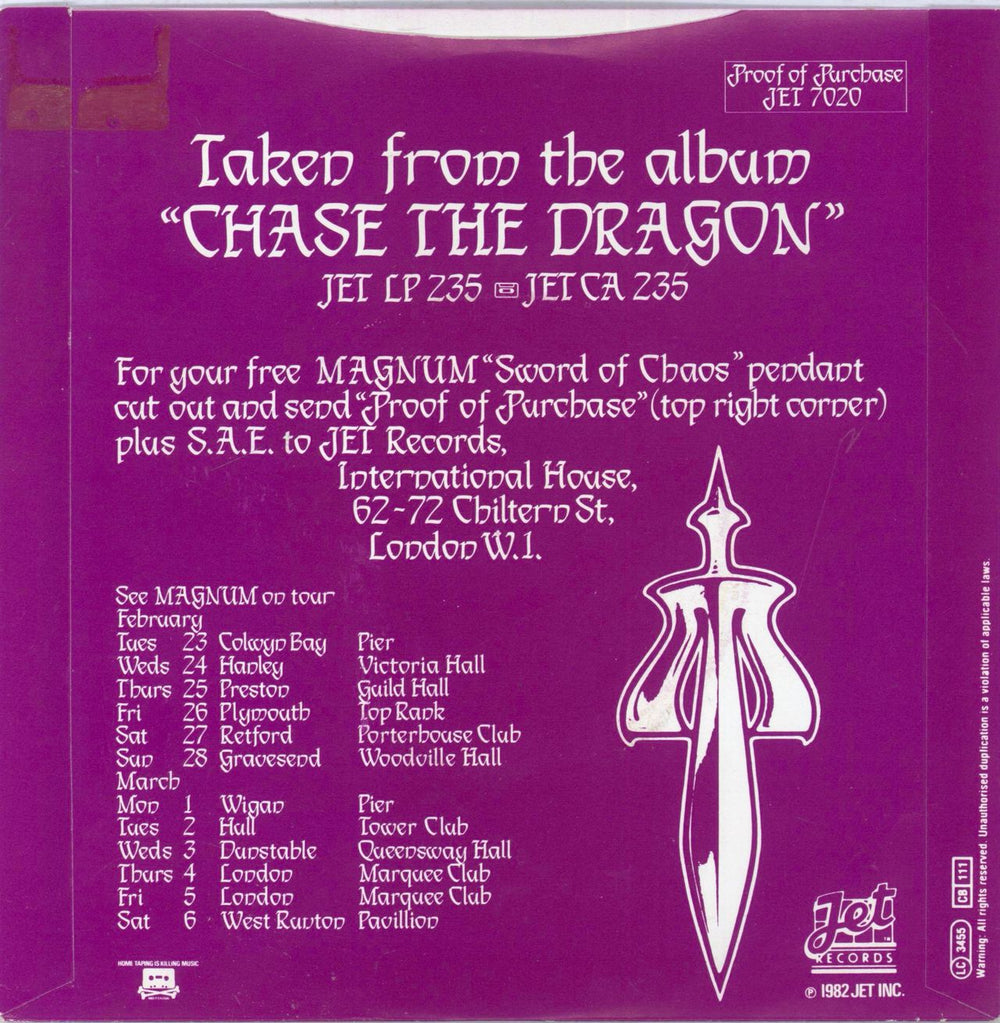 Proof of Purchase
JET 7020
Taken from the album
“CHASE THE DRAGON”
JET LP 235 JET CA 235
For your free MAGNUM “Sword of Chaos” pendant
cut out and send “Proof of Purchase” (top right corner)
plus S.A.E. to JET Records,
International House,
62-72 Chiltern St,
London W.1.
See MAGNUM on tour
February
Tues 23 Colwyn Bay Pier
Weds 24 Hanley Victoria Hall
Thurs 25 Preston Guild Hall
Fri 26 Plymouth Top Rank
Sat 27 Retford Porterhouse Club
Sun 28 Gravesend Woodville Hall
March
Mon 1 Wigan Pier
Tues 2 Hull Tower Club
Weds 3 Dunstable Queensway Hall
Thurs 4 London Marquee Club
Fri 5 London Marquee Club
Sat 6 West Runton Pavillion
HOME TAPING IS KILLING MUSIC
Jet
RECORDS
℗ 1982 JET INC.
LC 3455 CB 111
Warning: All rights reserved. Unauthorised duplication is a violation of applicable laws.